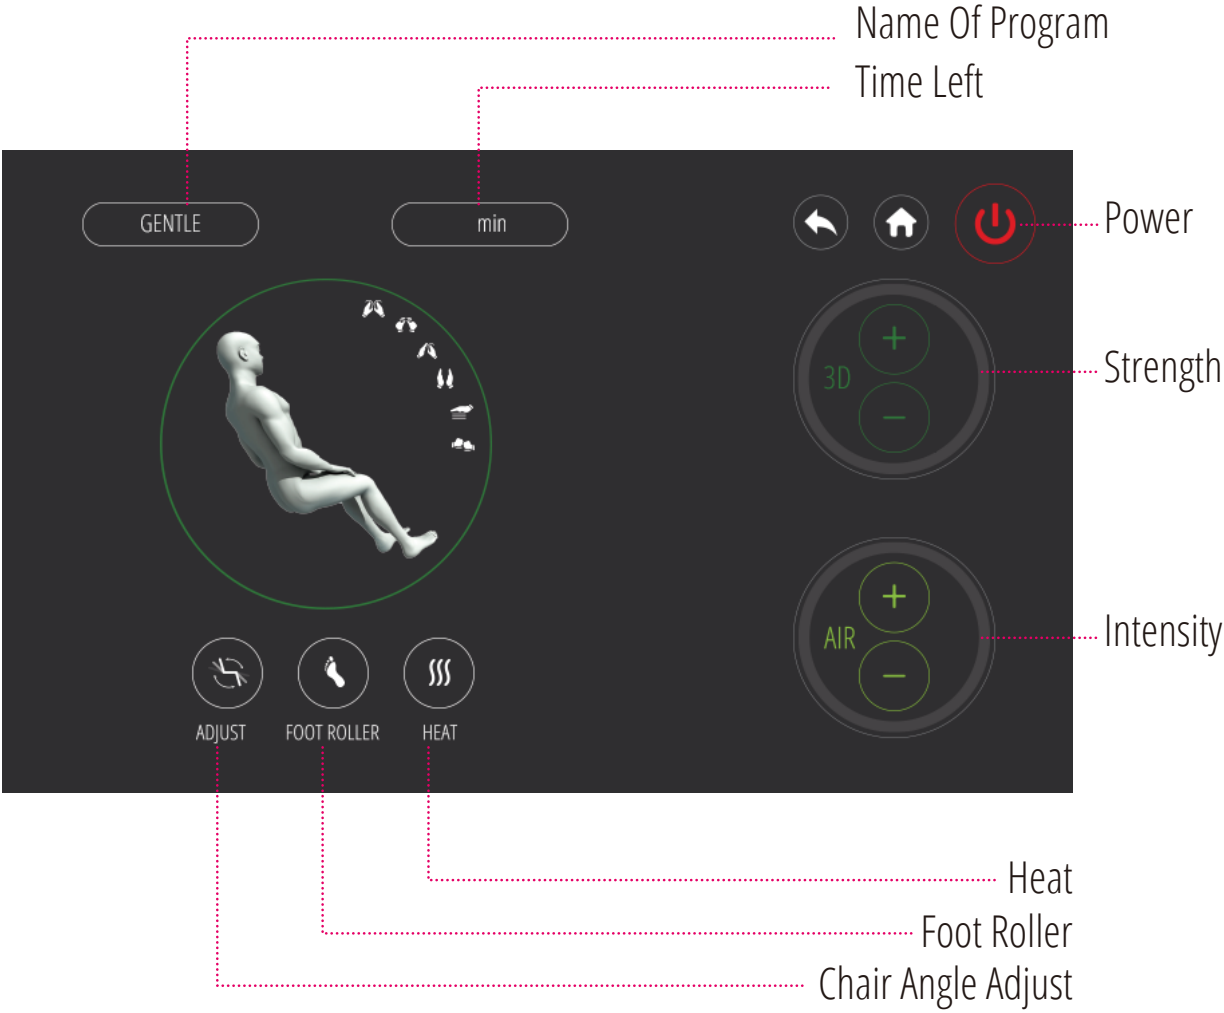 Name Of Program
Time Left
GENTLE
min
Power
3D
+
−
Strength
AIR
+
−
Intensity
ADJUST
FOOT ROLLER
HEAT
Heat
Foot Roller
Chair Angle Adjust